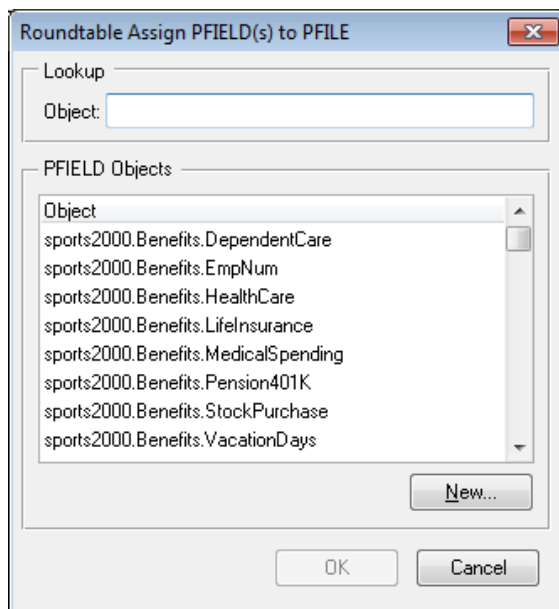 Roundtable Assign PFIELD(s) to PFILE
Lookup
Object:
PFIELD Objects
Object
sports2000.Benefits.DependentCare
sports2000.Benefits.EmpNum
sports2000.Benefits.HealthCare
sports2000.Benefits.LifeInsurance
sports2000.Benefits.MedicalSpending
sports2000.Benefits.Pension401K
sports2000.Benefits.StockPurchase
sports2000.Benefits.VacationDays
New...
OK Cancel